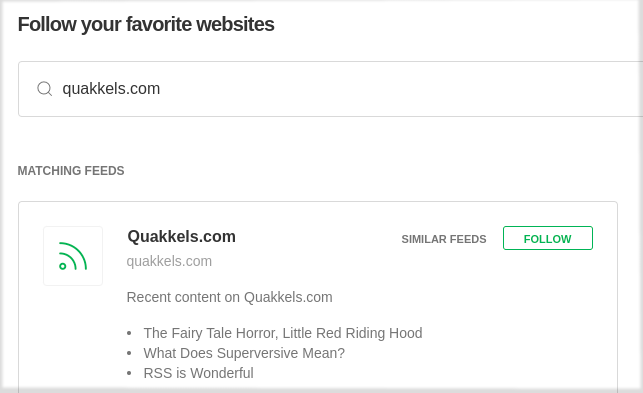 Follow your favorite websites
quakkels.com
MATCHING FEEDS
Quakkels.com
SIMILAR FEEDS
FOLLOW
quakkels.com
Recent content on Quakkels.com
• The Fairy Tale Horror, Little Red Riding Hood
• What Does Superversive Mean?
• RSS is Wonderful